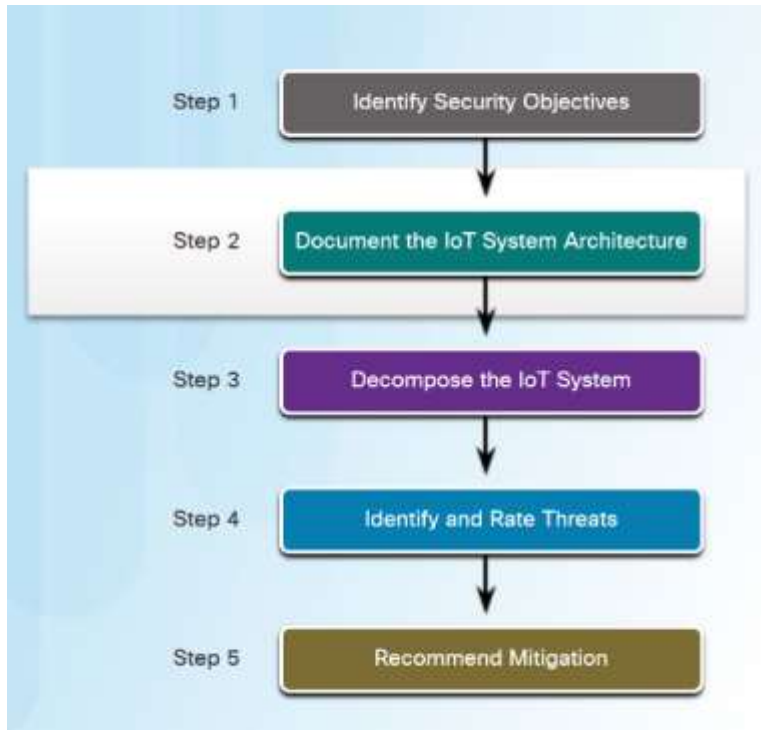 Step 1
Identify Security Objectives
Step 2
Document the IoT System Architecture
Step 3
Decompose the IoT System
Step 4
Identify and Rate Threats
Step 5
Recommend Mitigation